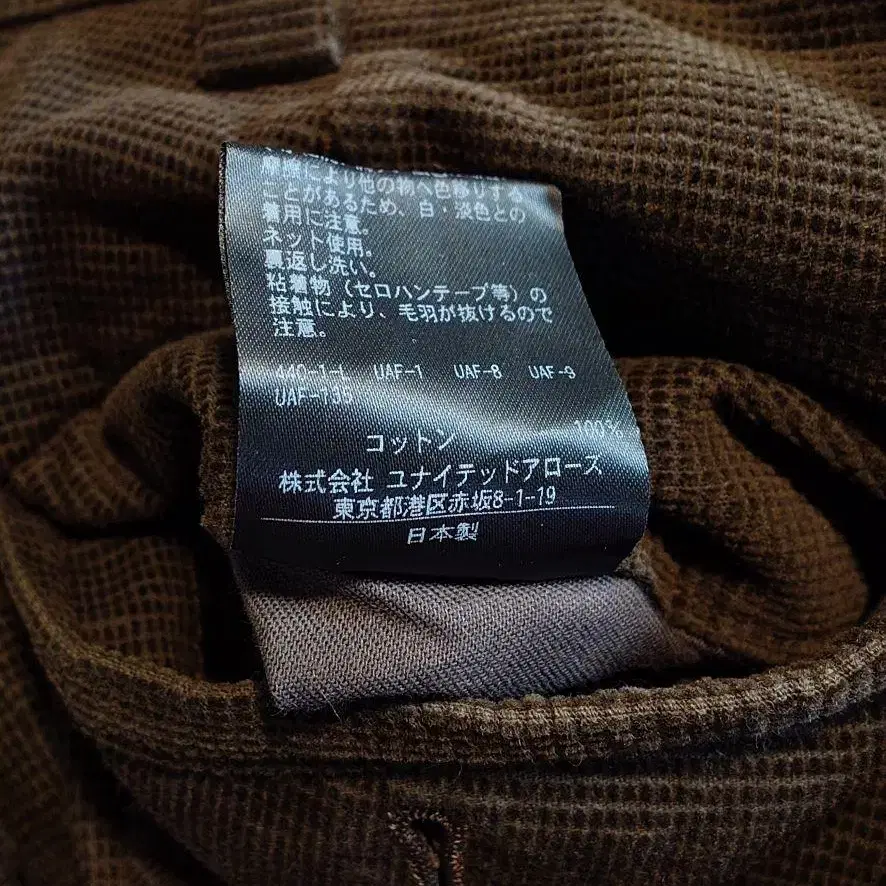 摩擦により他の物へ色移りする
ことがあるため、白・淡色との
着用に注意。
ネット使用。
裏返し洗い。
粘着物（セロハンテープ等）の
接触により、毛羽が抜けるので
注意。
440-1-1 UAF-1 UAF-8 UAF-9
UAF-139
コットン 100%
株式会社 ユナイテッドアローズ
東京都港区赤坂8-1-19
日本製